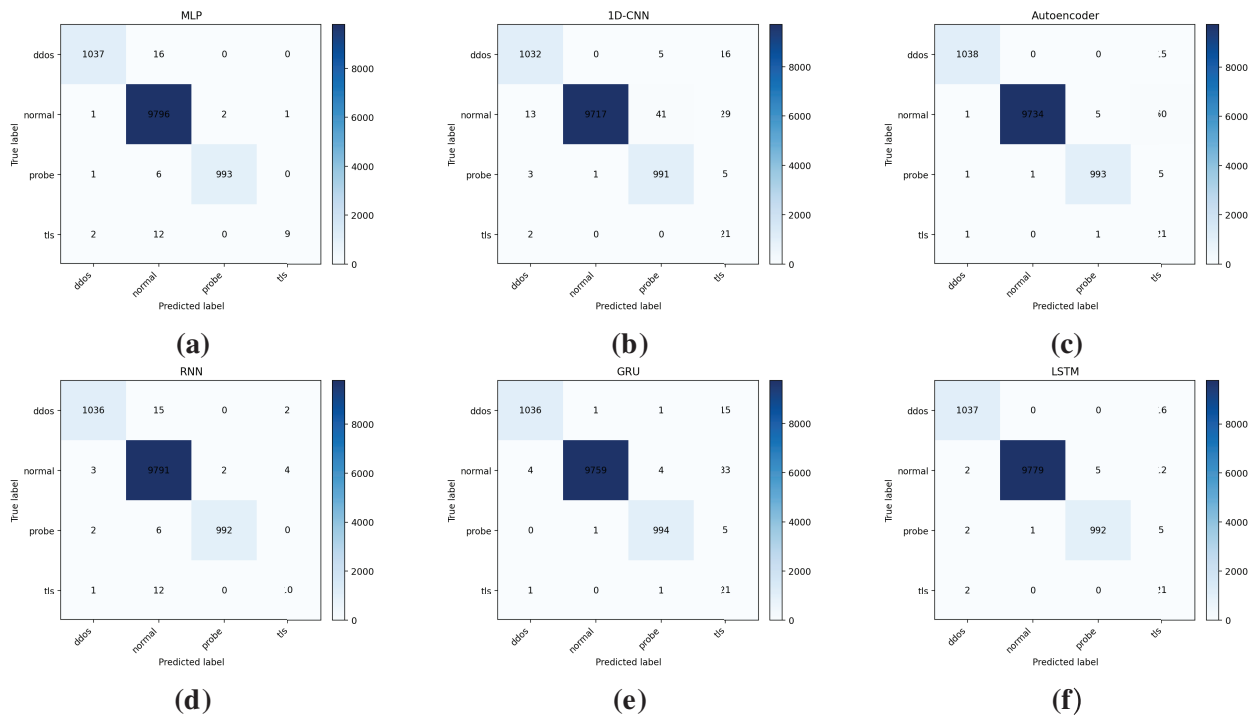 MLP
ddos 1037 16 0 0
8000
normal 1 9796 2 1
6000
True label
4000
probe 1 6 993 0
2000
tls 2 12 0 9
0
ddos normal probe tls
Predicted label
(a)
1D-CNN
ddos 1032 0 5 16
8000
normal 13 9717 41 29
6000
True label
4000
probe 3 1 991 5
2000
tls 2 0 0 21
0
ddos normal probe tls
Predicted label
(b)
Autoencoder
ddos 1038 0 0
8000
normal 1 9734 5
6000
True label
4000
probe 1 1 993 5
2000
tls 1 0 1 21
0
ddos normal probe tls
Predicted label
(c)
RNN
ddos 1036 15 0 2
8000
normal 3 9791 2 4
6000
True label
4000
probe 2 6 992 0
2000
tls 1 12 0
0
ddos normal probe tls
Predicted label
(d)
GRU
ddos 1036 1 1 15
8000
normal 4 9759 4 33
6000
True label
4000
probe 0 1 994 5
2000
tls 1 0 1 21
0
ddos normal probe tls
Predicted label
(e)
LSTM
ddos 1037 0 0
8000
normal 2 9779 5
6000
True label
4000
probe 2 1 992 5
2000
tls 2 0 0 21
0
ddos normal probe tls
Predicted label
(f)